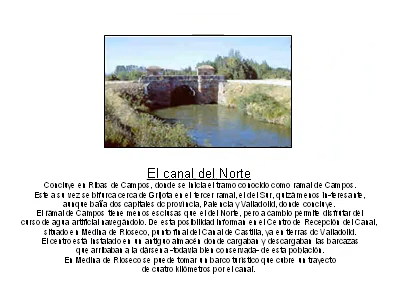 El canal del Norte
Concluye en Ribas de Campos, donde se inicia el tramo conocido como ramal de Campos.
Este a su vez se bifurca cerca de Grijota en el tercer ramal, el del Sur, quizá menos in-teresante,
aunque baña dos capitales de provincia, Palencia y Valladolid, donde concluye.
El ramal de Campos tiene menos esclusas que el del Norte, pero a cambio permite disfrutar del
curso de agua artificial navegándolo. De esta posibilidad informan en el Centro de Recepción del Canal,
situado en Medina de Rioseco, punto final del Canal de Castilla, ya en tierras de Valladolid.
El centro está instalado en un antiguo almacén donde cargaban y descargaban las barcazas
que arribaban a la dársena -todavía bien conservada- de esta población.
En Medina de Rioseco se puede tomar un barco turístico que cubre un trayecto
de cuatro kilómetros por el canal.